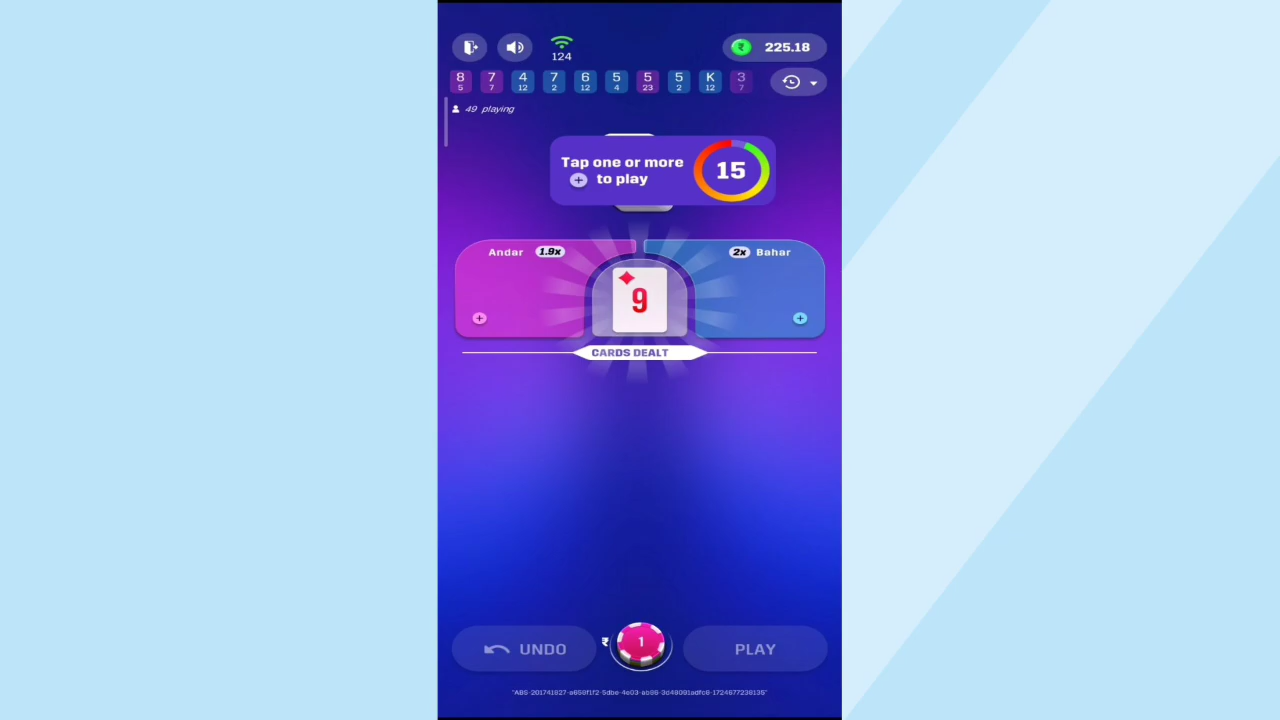 124
₹ 225.18
8 7 4 7 6 5 5 5 K 3
5 7 12 2 12 4 23 2 12 7
49 playing
Tap one or more
+ to play
15
Andar 1.9x
2x Bahar
9
+ +
CARDS DEALT
UNDO
₹ 1
PLAY